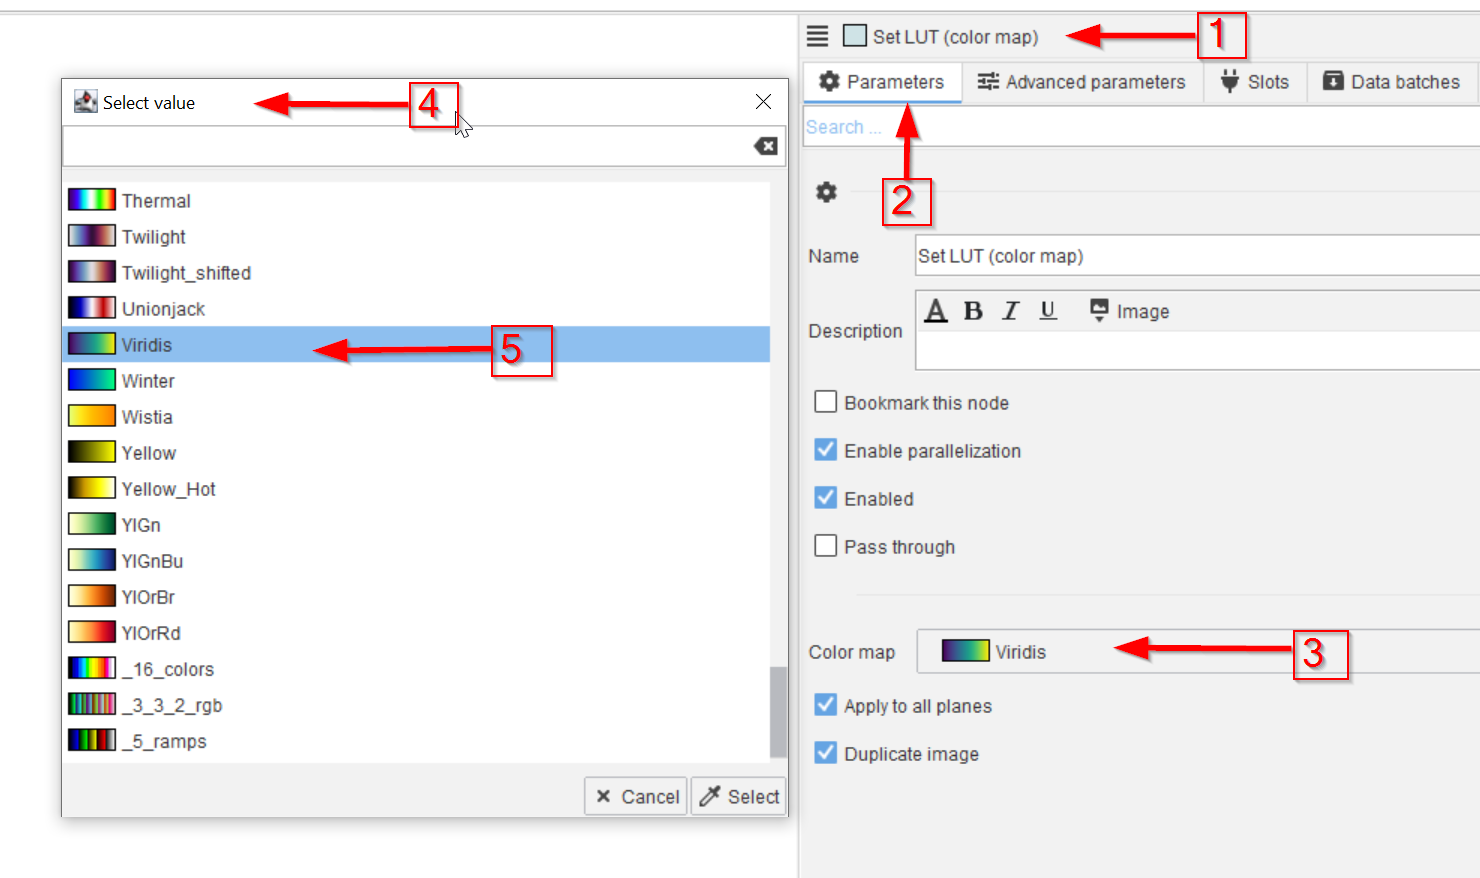 Set LUT (color map)
1
Parameters
Advanced parameters
Slots
Data batches
Search ...
2
Name
Set LUT (color map)
Description
A B I U Image
Bookmark this node
Enable parallelization
Enabled
Pass through
Color map
Viridis
3
Apply to all planes
Duplicate image
Select value
4
Thermal
Twilight
Twilight_shifted
Unionjack
Viridis
5
Winter
Wistia
Yellow
Yellow_Hot
YlGn
YlGnBu
YlOrBr
YlOrRd
_16_colors
_3_3_2_rgb
_5_ramps
Cancel
Select